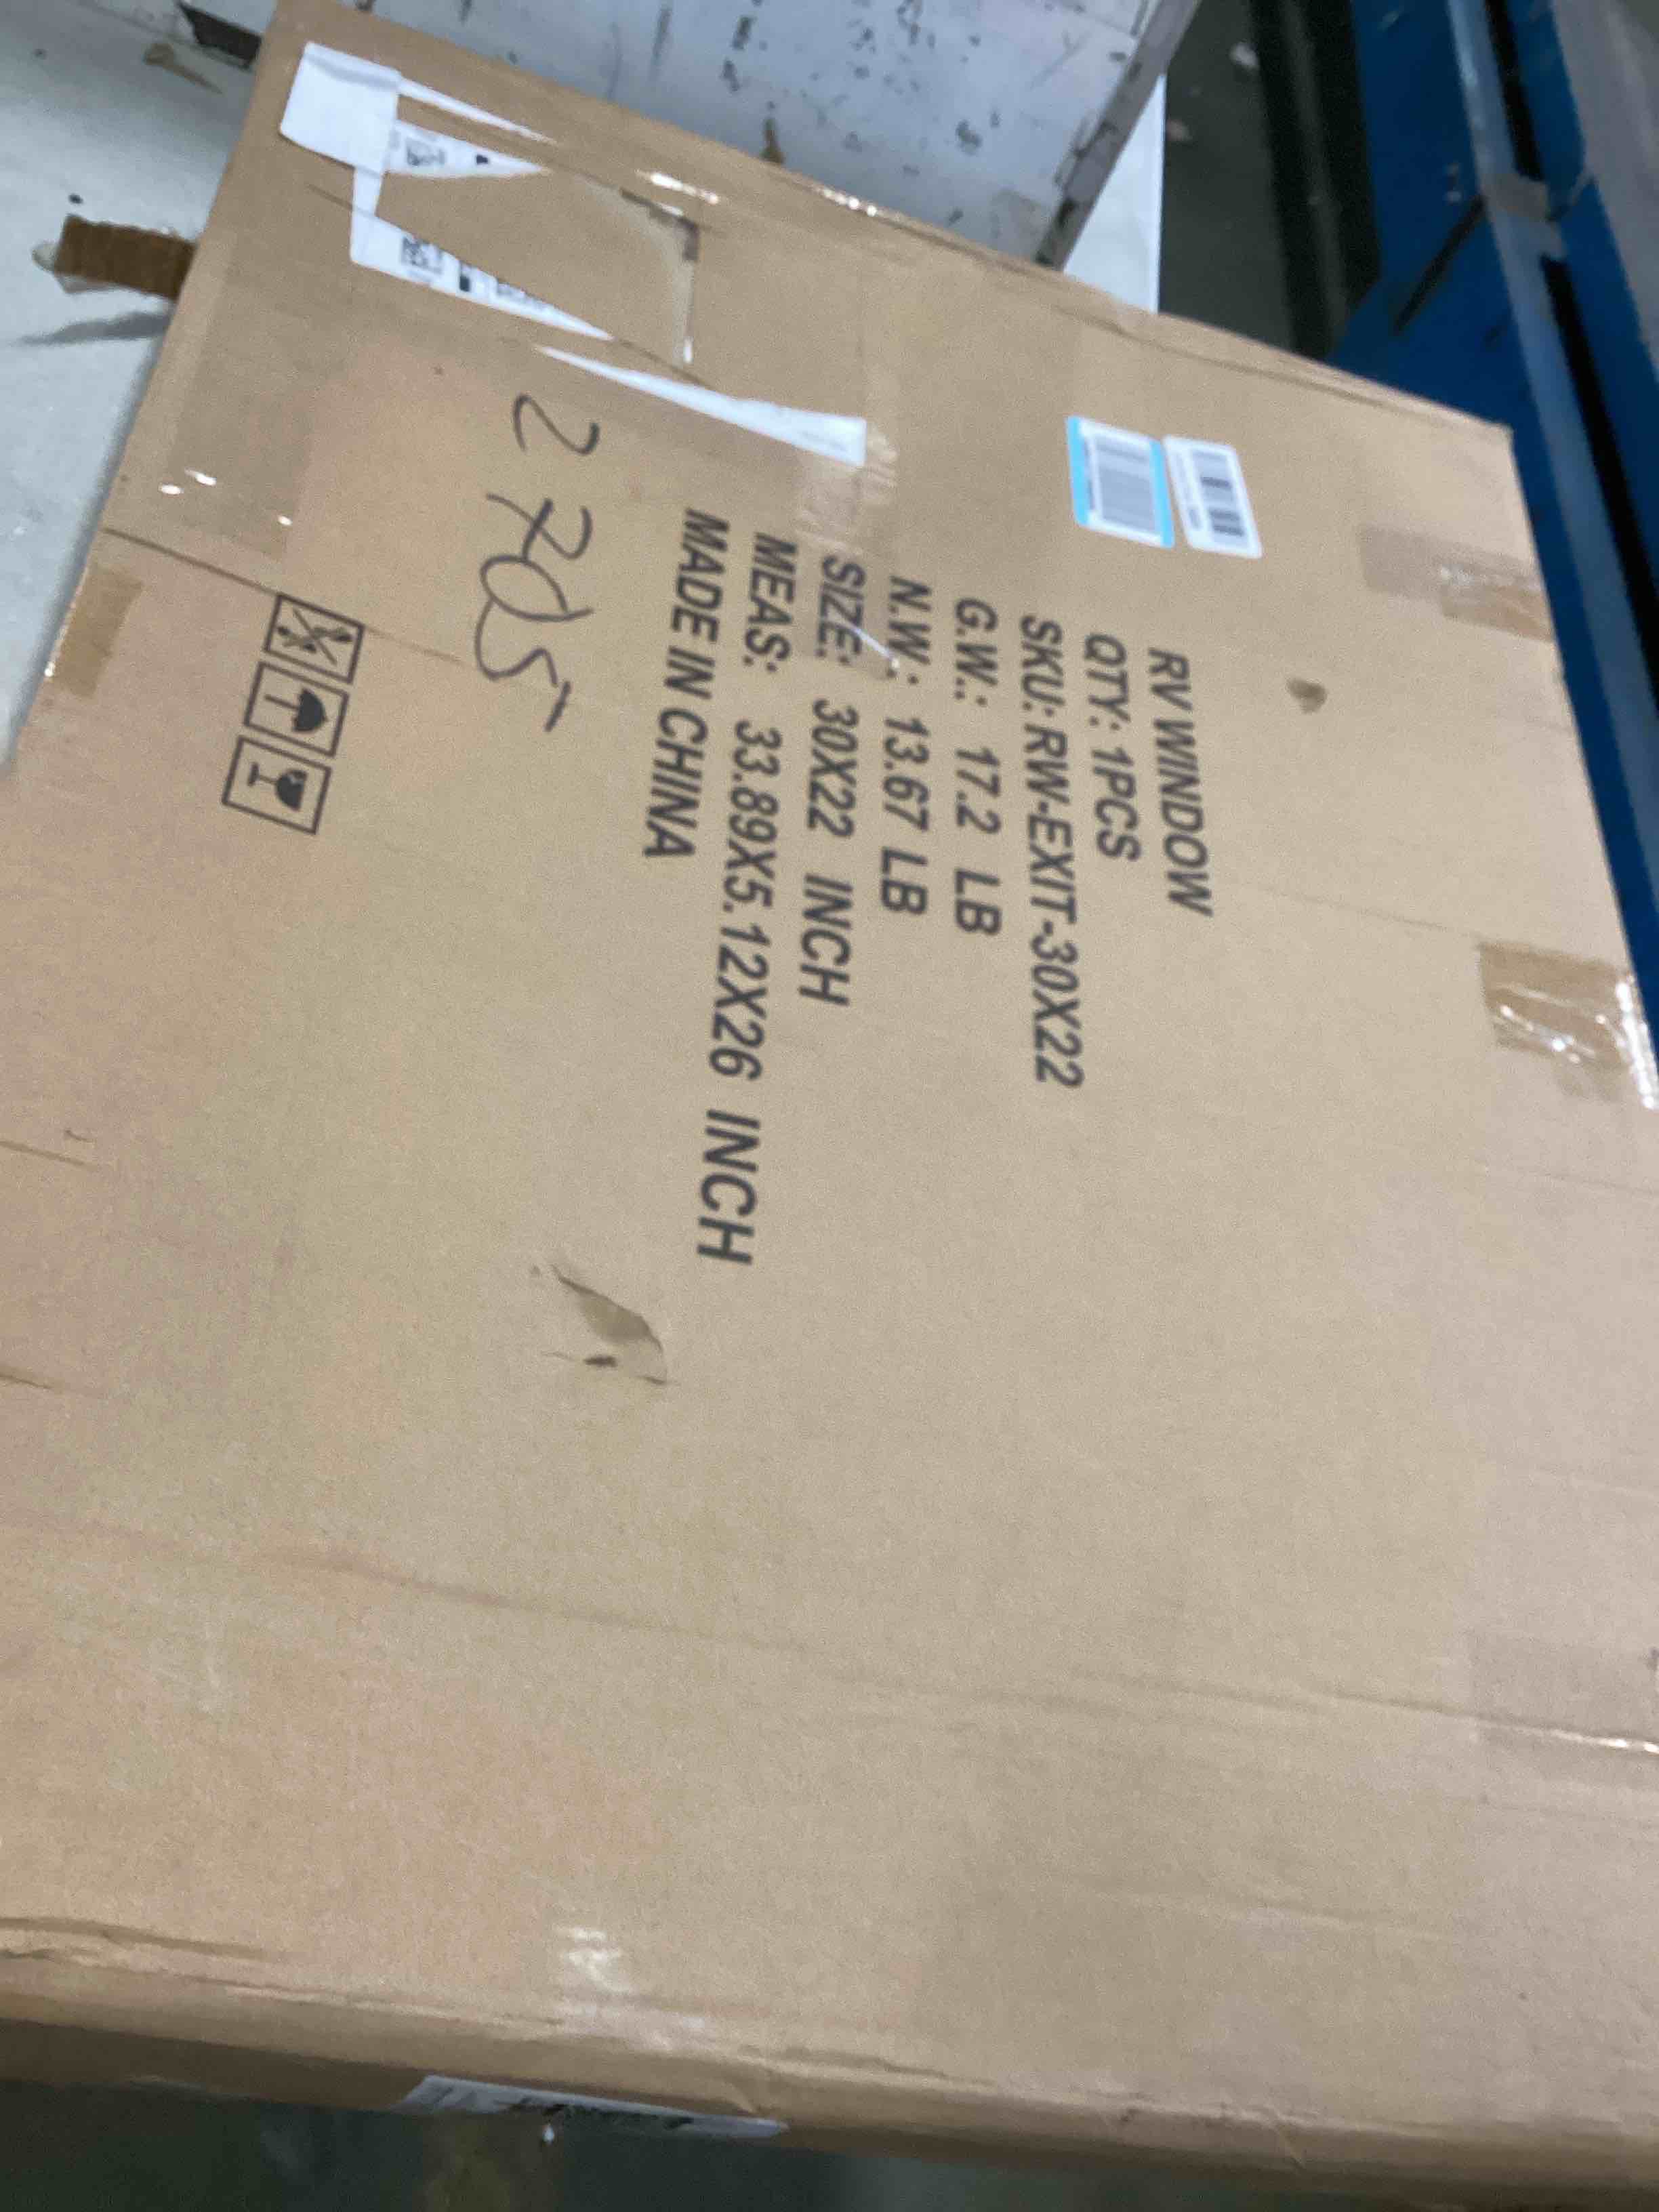 RV WINDOW
QTY: 1PCS
SKU: RW-EXIT-30X22
G.W.: 17.2 LB
N.W.: 13.67 LB
SIZE: 30X22 INCH
MEAS: 33.89X5.12X26 INCH
MADE IN CHINA
2705